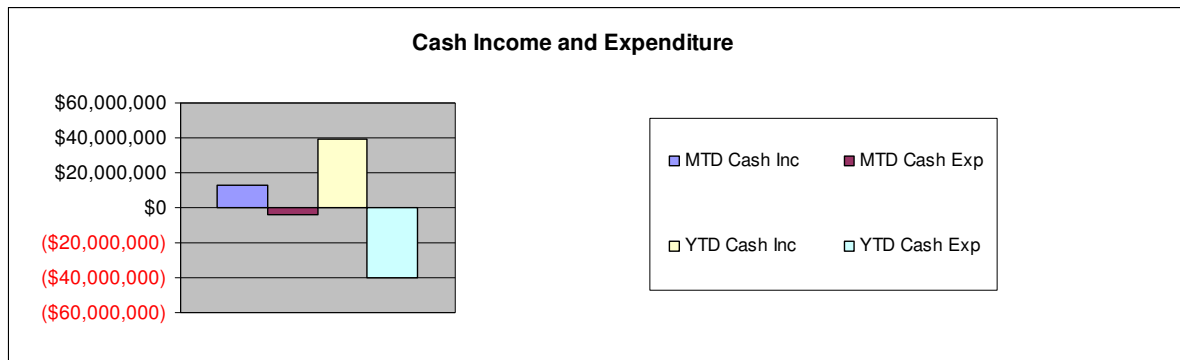 Cash Income and Expenditure
$60,000,000
$40,000,000
$20,000,000
$0
($20,000,000)
($40,000,000)
($60,000,000)
MTD Cash Inc MTD Cash Exp
YTD Cash Inc YTD Cash Exp